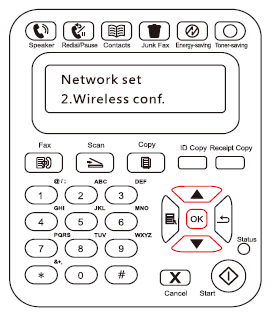 Speaker Redial/Pause Contacts Junk Fax Energy-saving Toner-saving
Network set
2.Wireless conf.
Fax Scan Copy ID Copy Receipt Copy
@ / : ABC DEF
1 2 3
GHI JKL MNO
4 5 6 OK
PQRS TUV WXYZ
7 8 9 Status
&+,
* 0 #
Cancel Start